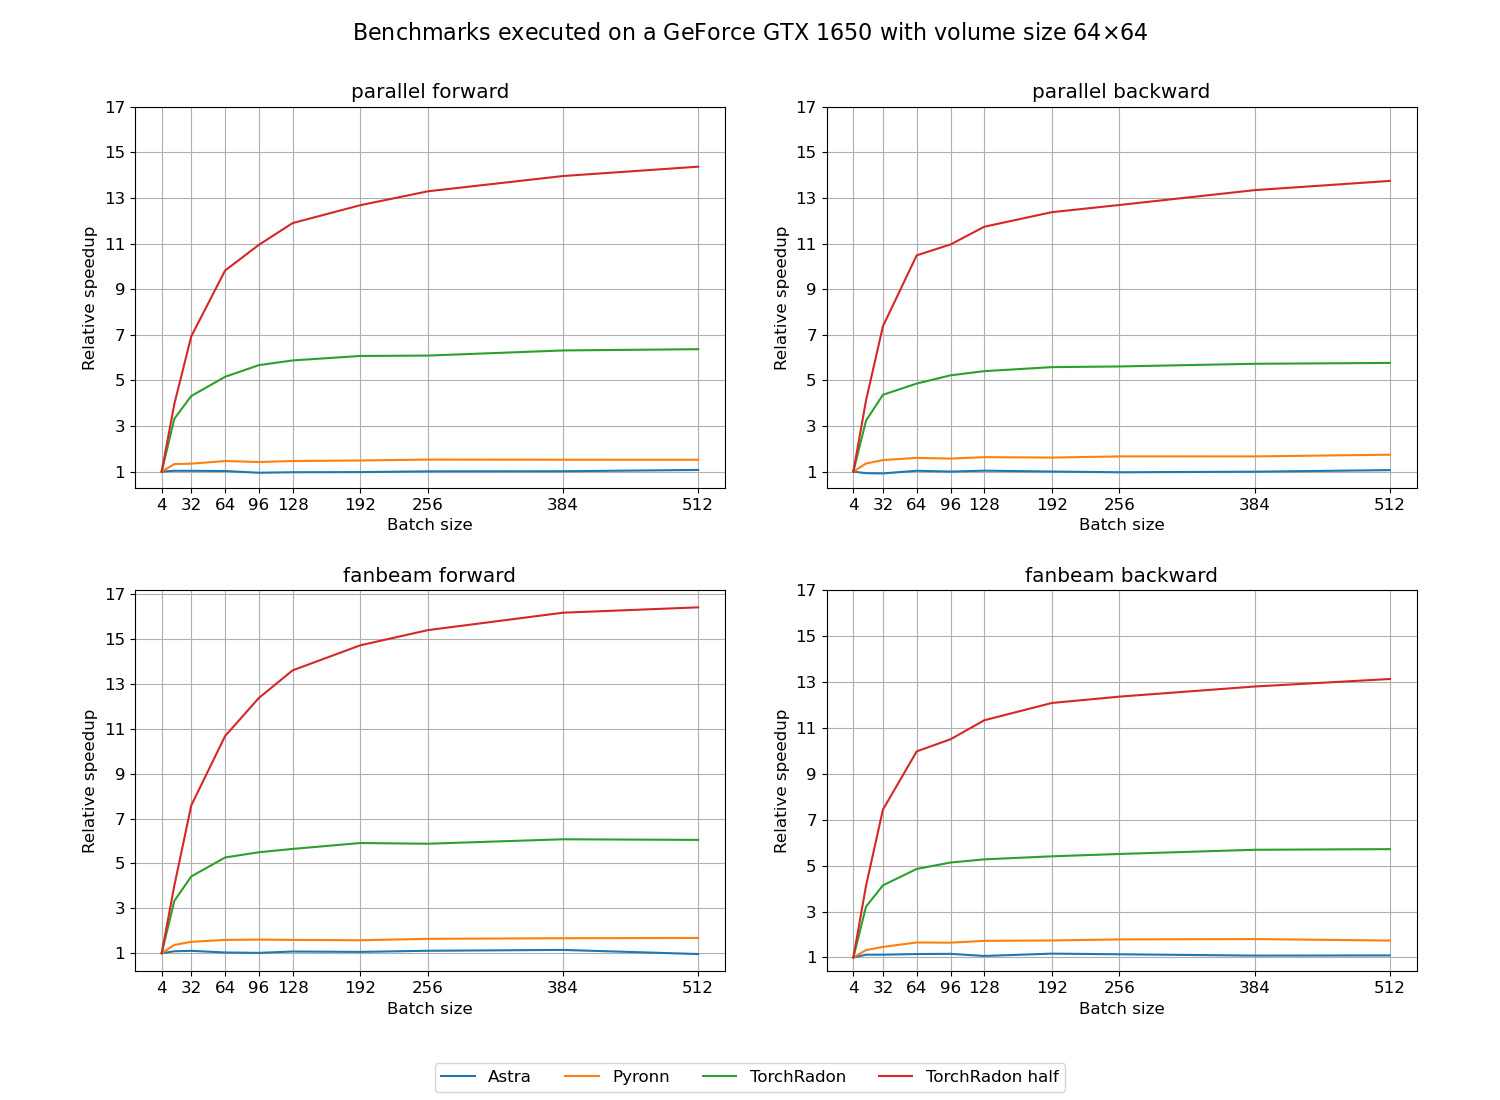 Benchmarks executed on a GeForce GTX 1650 with volume size 64×64
parallel forward
17
15
13
11
9
7
5
3
1
Relative speedup
4 32 64 96 128 192 256 384 512
Batch size
parallel backward
17
15
13
11
9
7
5
3
1
Relative speedup
4 32 64 96 128 192 256 384 512
Batch size
fanbeam forward
17
15
13
11
9
7
5
3
1
Relative speedup
4 32 64 96 128 192 256 384 512
Batch size
fanbeam backward
17
15
13
11
9
7
5
3
1
Relative speedup
4 32 64 96 128 192 256 384 512
Batch size
Astra Pyronn TorchRadon TorchRadon half